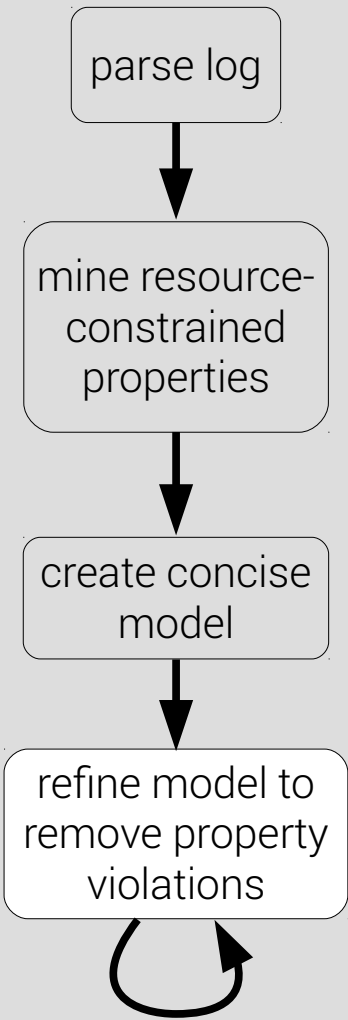 parse log
mine resource-
constrained
properties
create concise
model
refine model to
remove property
violations